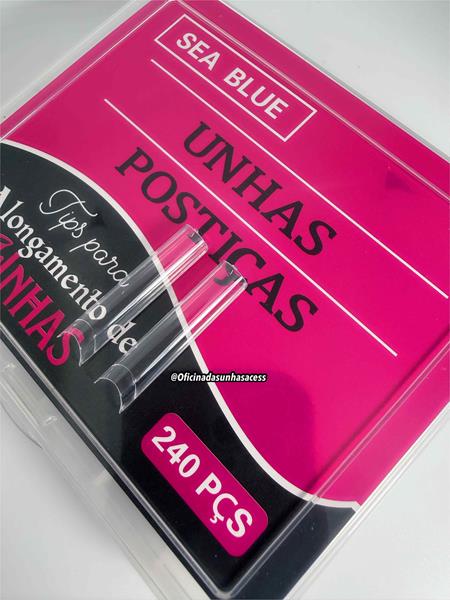 SEA BLUE
UNHAS
POSTIÇAS
Tips para
Alongamento de
UNHAS
@Oficinadasunhasacess
240 PÇS